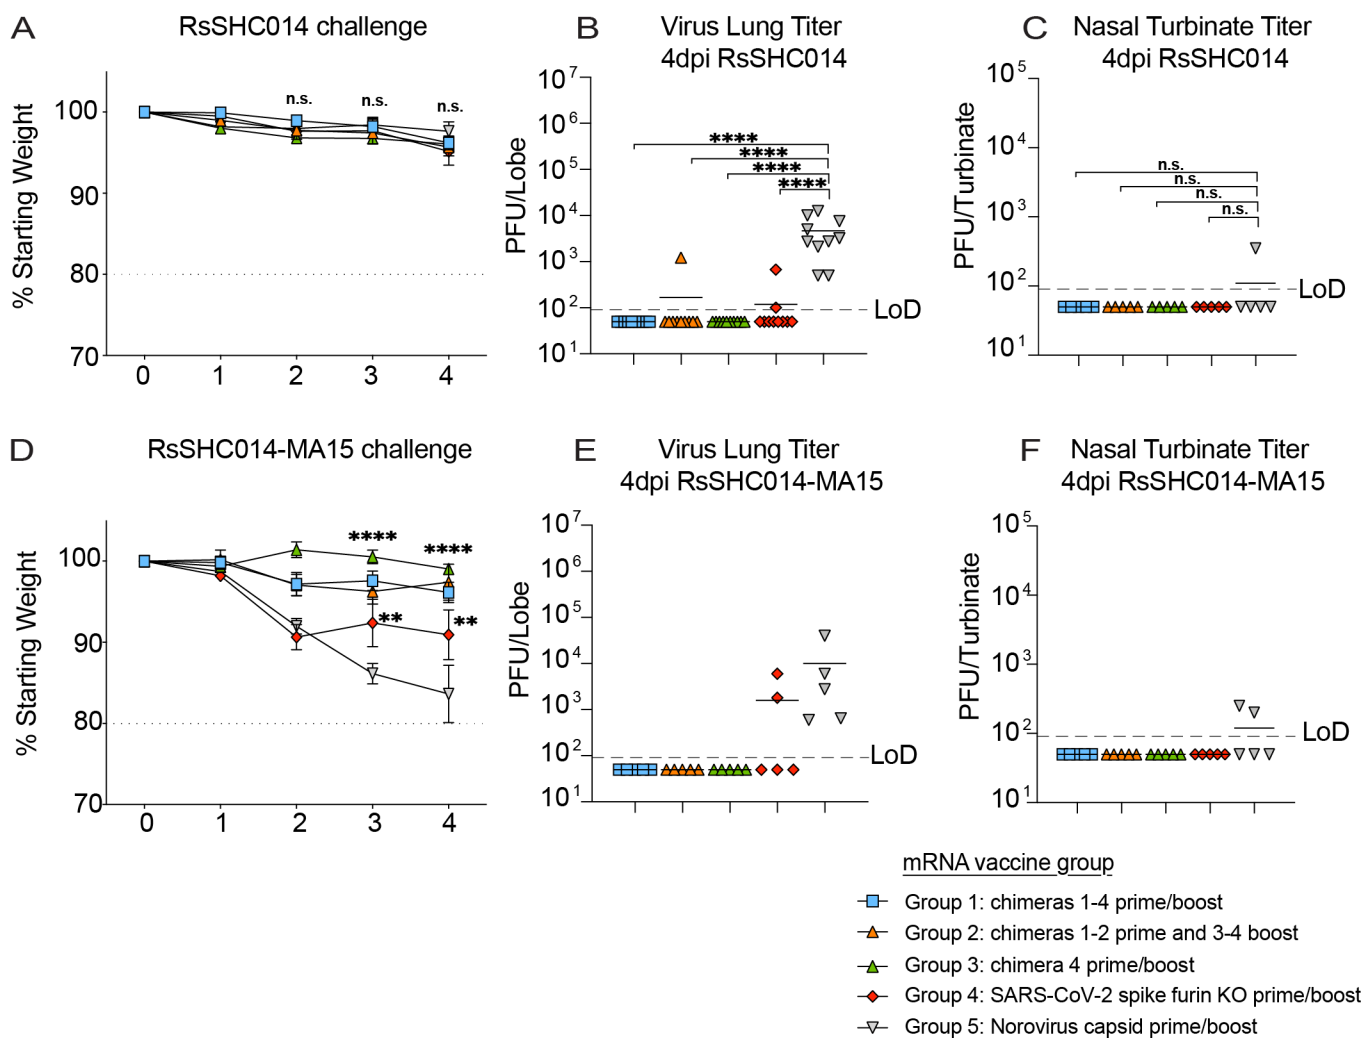 A
RsSHC014 challenge
% Starting Weight
100
90
80
70
n.s.
n.s.
n.s.
0
1
2
3
4
B
Virus Lung Titer
4dpi RsSHC014
PFU/Lobe
10⁷
10⁶
10⁵
10⁴
10³
10²
10¹
****
****
****
****
LoD
C
Nasal Turbinate Titer
4dpi RsSHC014
PFU/Turbinate
10⁵
10⁴
10³
10²
10¹
n.s.
n.s.
n.s.
n.s.
LoD
D
RsSHC014-MA15 challenge
% Starting Weight
100
90
80
70
****
****
**
**
0
1
2
3
4
E
Virus Lung Titer
4dpi RsSHC014-MA15
PFU/Lobe
10⁷
10⁶
10⁵
10⁴
10³
10²
10¹
LoD
F
Nasal Turbinate Titer
4dpi RsSHC014-MA15
PFU/Turbinate
10⁵
10⁴
10³
10²
10¹
LoD
mRNA vaccine group
Group 1: chimeras 1-4 prime/boost
Group 2: chimeras 1-2 prime and 3-4 boost
Group 3: chimera 4 prime/boost
Group 4: SARS-CoV-2 spike furin KO prime/boost
Group 5: Norovirus capsid prime/boost